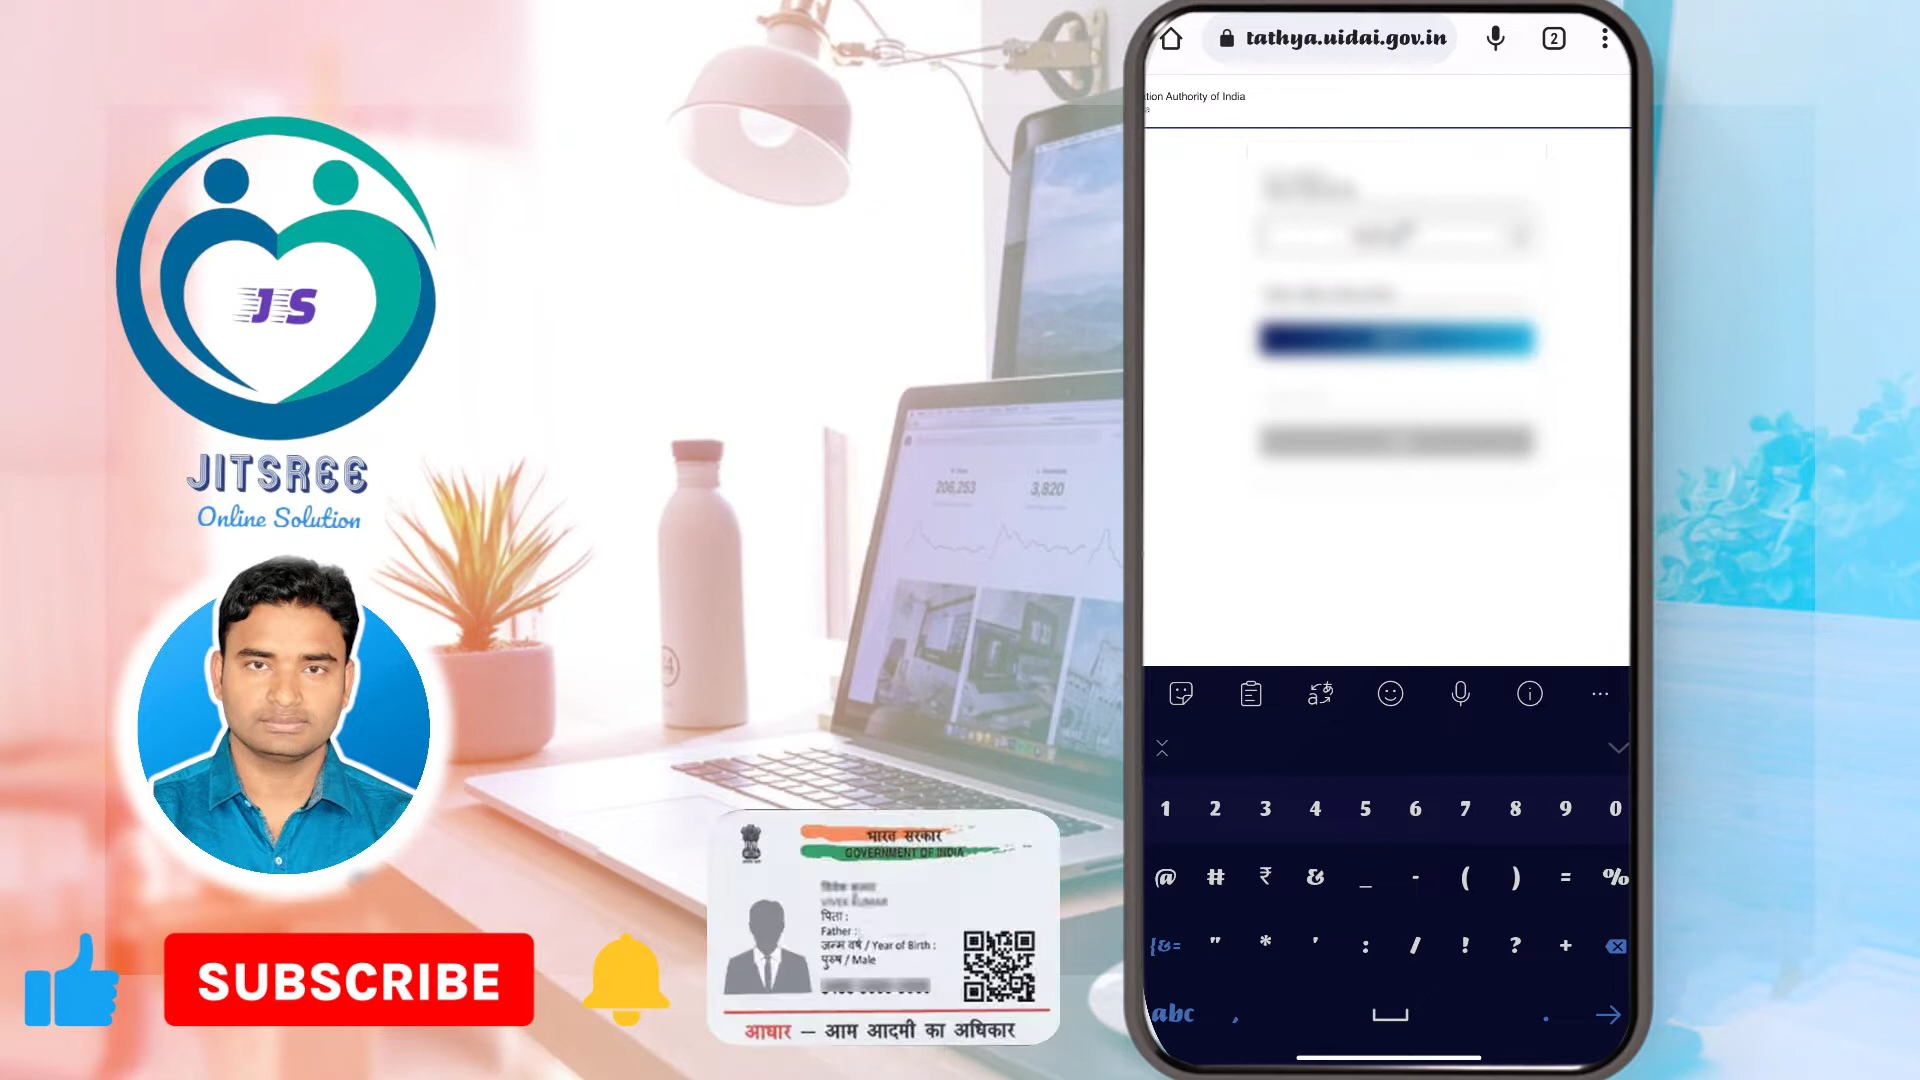 JS
JITSREE
Online Solution
SUBSCRIBE
206,253
3,820
भारत सरकार
GOVERNMENT OF INDIA
VIVEK KUMAR
पिता :
Father :
जन्म वर्ष / Year of Birth :
पुरुष / Male
आधार – आम आदमी का अधिकार
tathya.uidai.gov.in
2
tion Authority of India
1 2 3 4 5 6 7 8 9 0
@ # ₹ & _ - ( ) = %
{&= " * ' : / ! ? +
abc , .